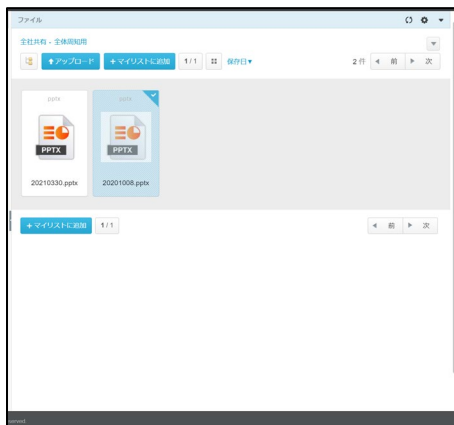 ファイル
全社共有 - 全体周知用
アップロード
+マイリストに追加
1/1
保存日▼
2 件
前
次
pptx
pptx
PPTX
PPTX
20210330.pptx
20201008.pptx
+マイリストに追加
1/1
前
次